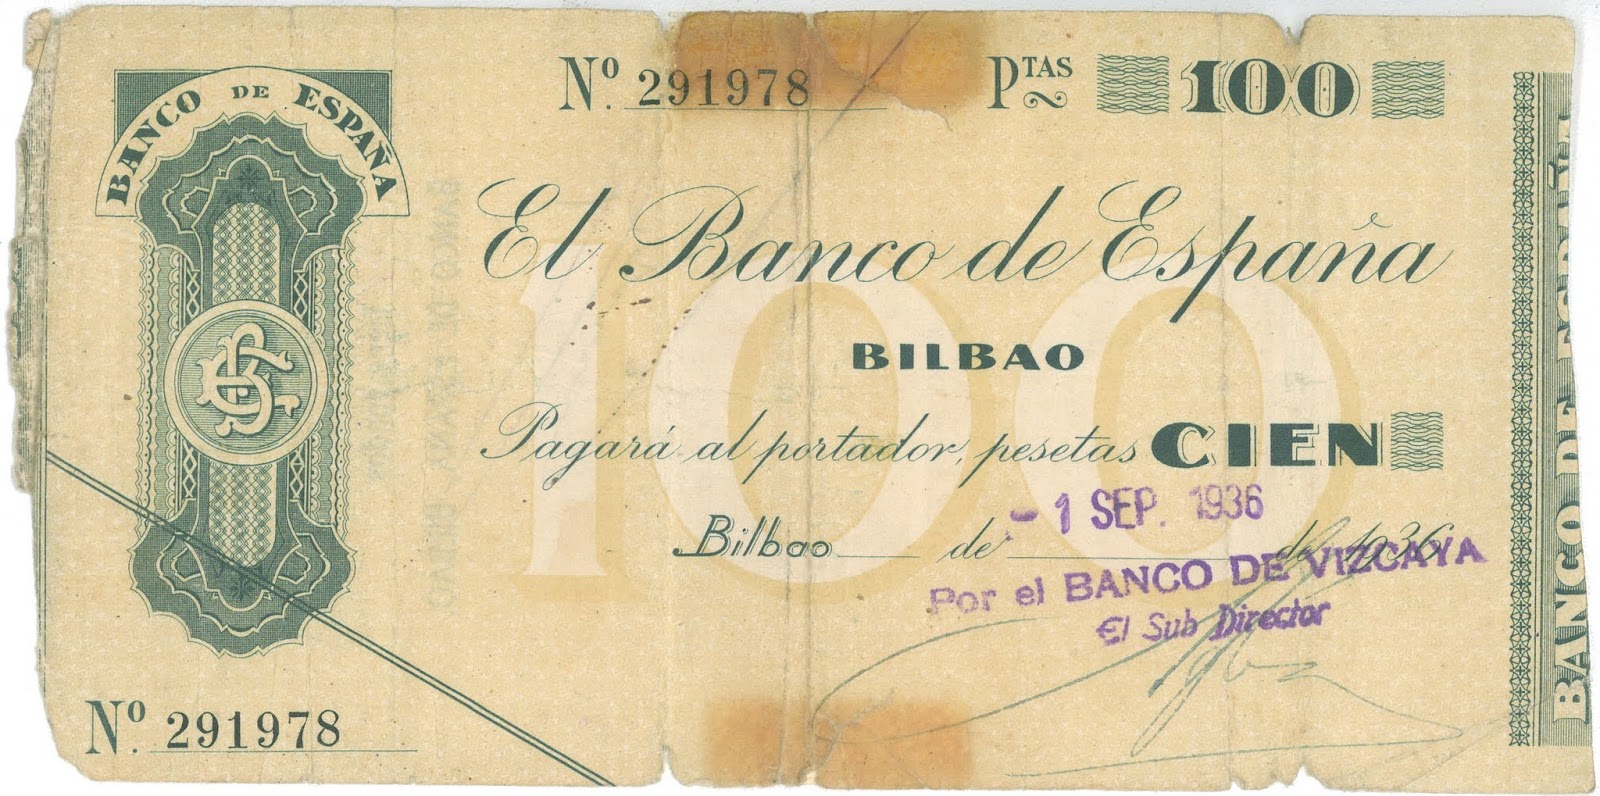 BANCO DE ESPAÑA
Nº. 291978
PTAS 100
El Banco de España
BILBAO
Pagará al portador, pesetas CIEN
- 1 SEP. 1936
Bilbao de de 1936
Por el BANCO DE VIZCAYA
El Sub Director
Nº. 291978
BANCO DE ESPAÑA